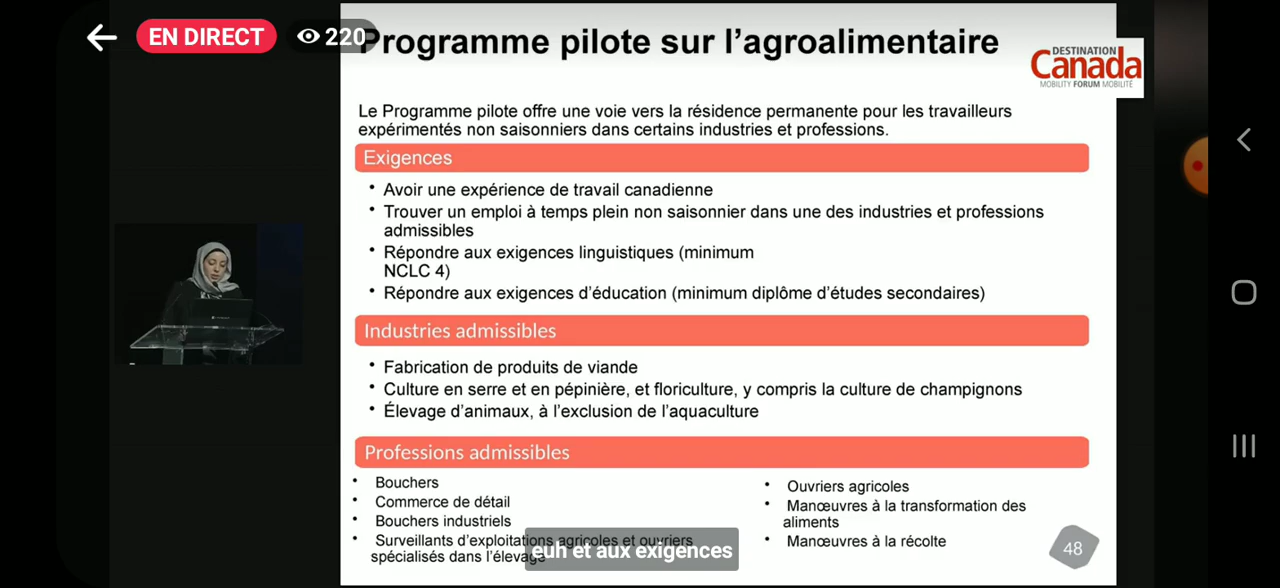 EN DIRECT
220
Programme pilote sur l’agroalimentaire
DESTINATION
Canada
MOBILITY FORUM MOBILITÉ
Le Programme pilote offre une voie vers la résidence permanente pour les travailleurs
expérimentés non saisonniers dans certains industries et professions.
Exigences
• Avoir une expérience de travail canadienne
• Trouver un emploi à temps plein non saisonnier dans une des industries et professions
admissibles
• Répondre aux exigences linguistiques (minimum
NCLC 4)
• Répondre aux exigences d’éducation (minimum diplôme d’études secondaires)
Industries admissibles
• Fabrication de produits de viande
• Culture en serre et en pépinière, et floriculture, y compris la culture de champignons
• Élevage d’animaux, à l’exclusion de l’aquaculture
Professions admissibles
• Bouchers
• Commerce de détail
• Bouchers industriels
• Surveillants d’exploitations agricoles et ouvriers
spécialisés dans l’élevage
• Ouvriers agricoles
• Manœuvres à la transformation des
aliments
• Manœuvres à la récolte
euh et aux exigences
48